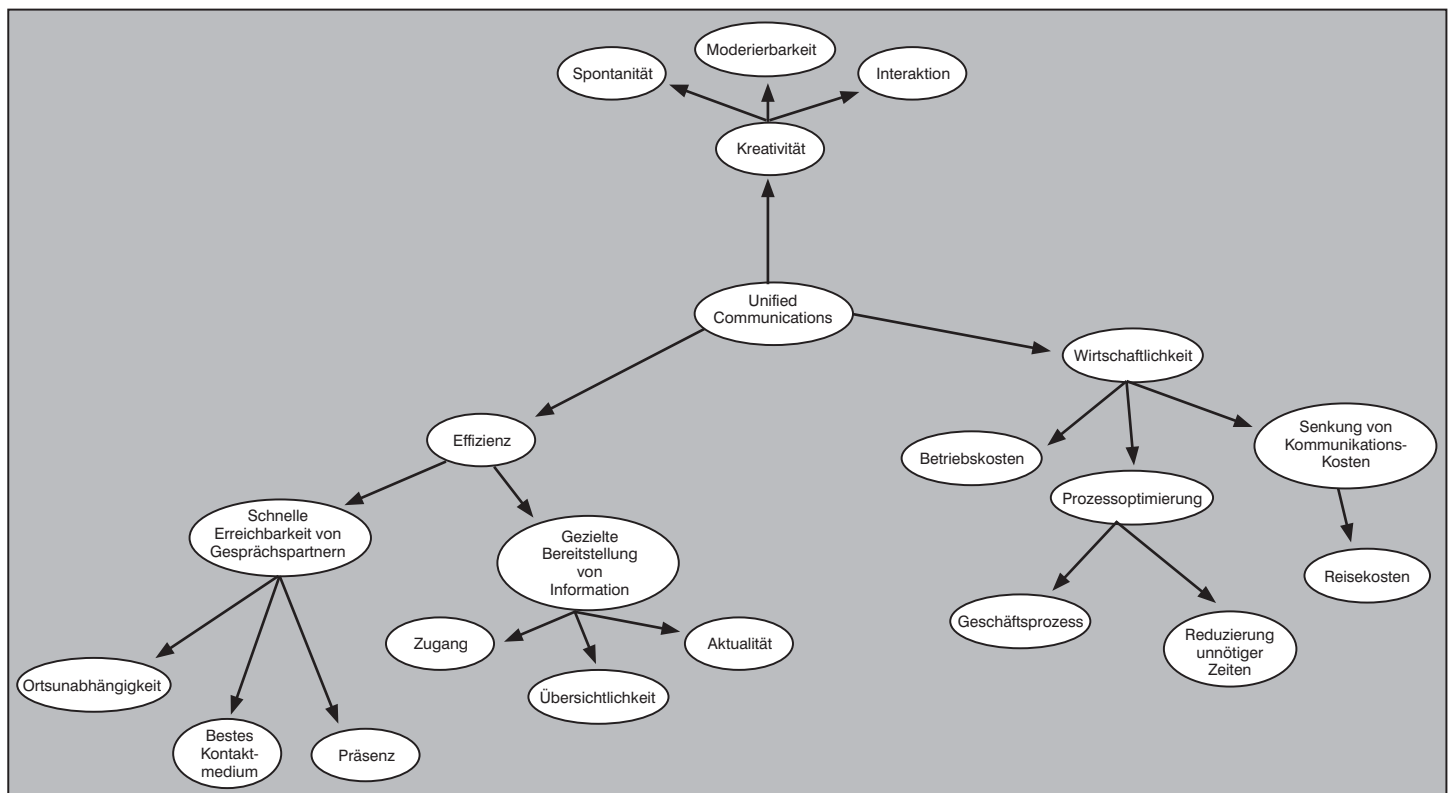 Moderierbarkeit
Spontanität
Interaktion
Kreativität
Unified
Communications
Wirtschaftlichkeit
Effizienz
Betriebskosten
Senkung von
Kommunikations-
Kosten
Prozessoptimierung
Schnelle
Erreichbarkeit von
Gesprächspartnern
Gezielte
Bereitstellung
von
Information
Reisekosten
Geschäftsprozess
Reduzierung
unnötiger
Zeiten
Zugang
Aktualität
Ortsunabhängigkeit
Übersichtlichkeit
Bestes
Kontakt-
medium
Präsenz